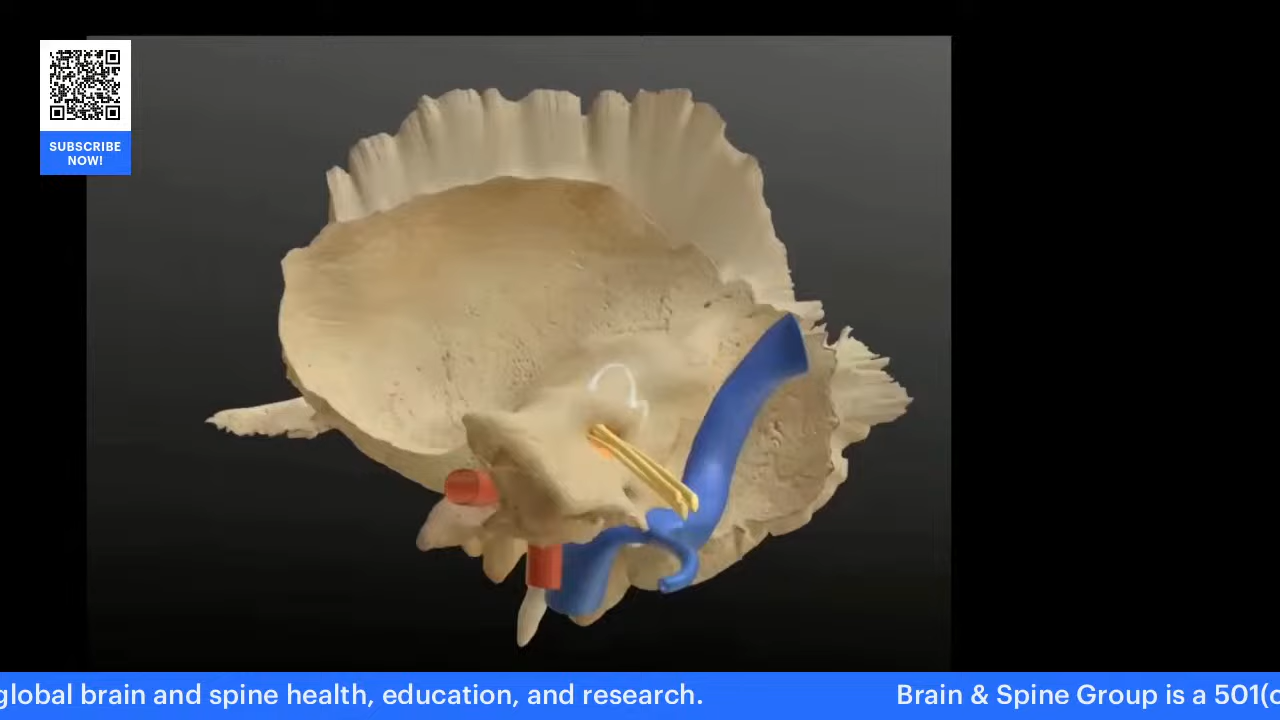 SUBSCRIBE
NOW!
global brain and spine health, education, and research. Brain & Spine Group is a 501(c